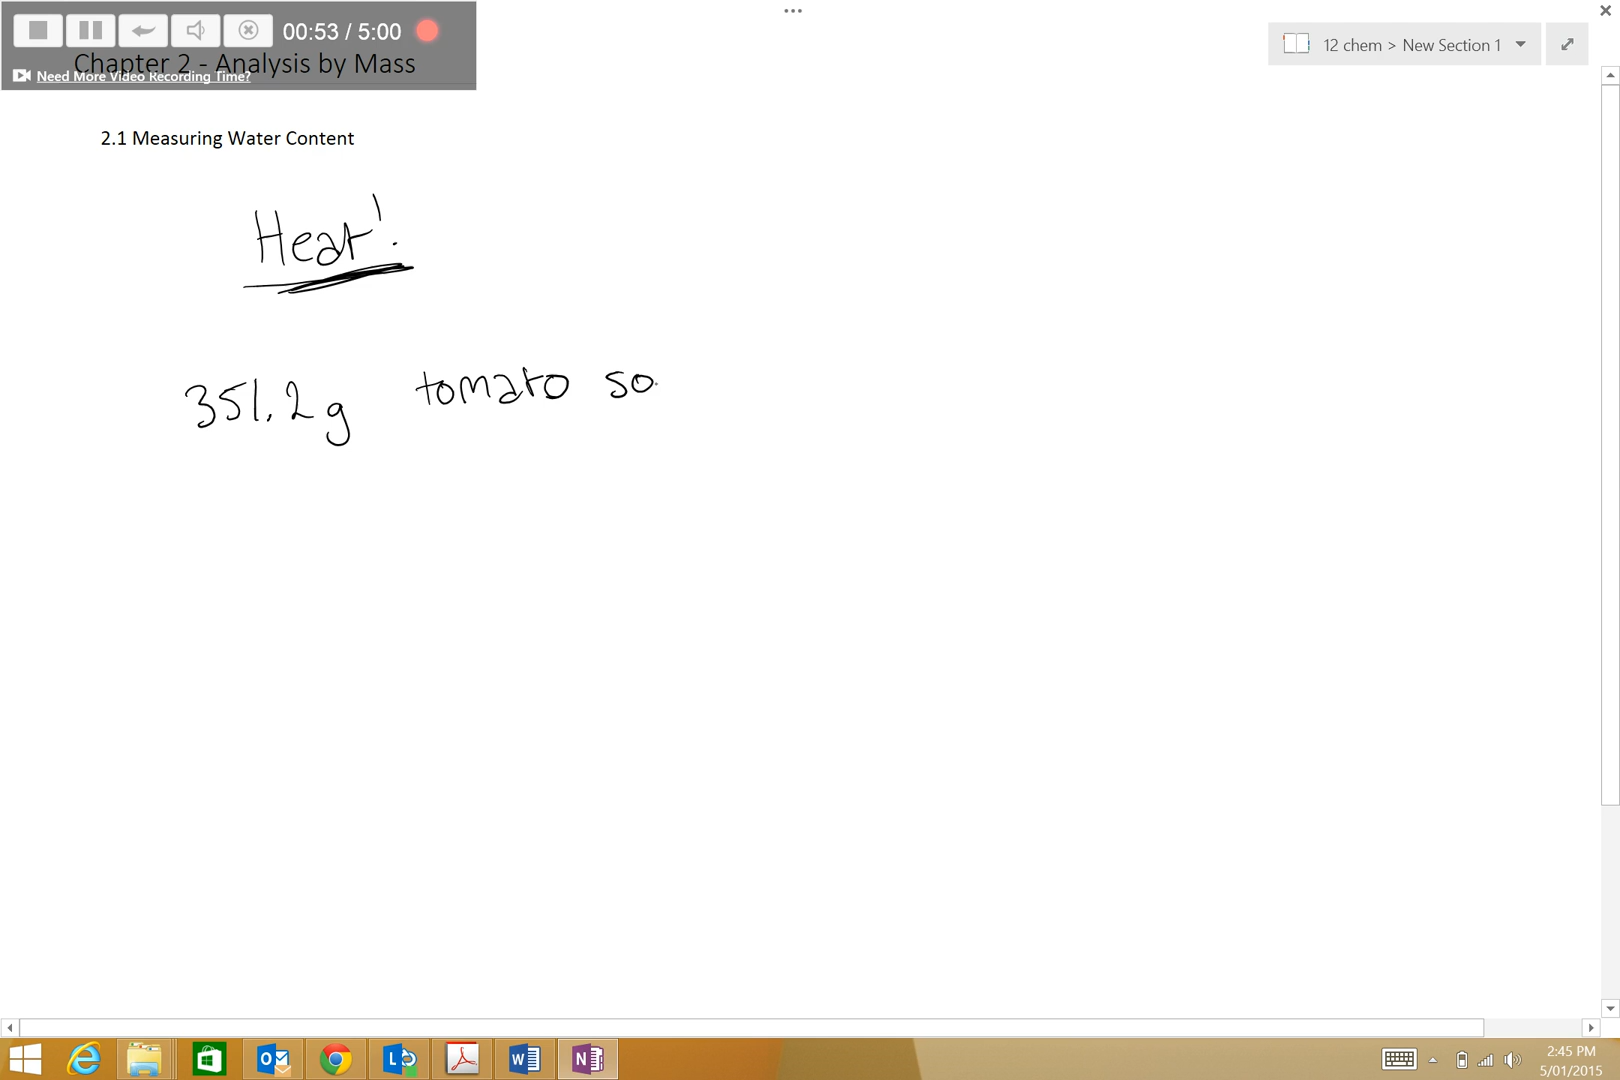 00:53 / 5:00
Chapter 2 - Analysis by Mass
Need More Video Recording Time?
12 chem > New Section 1
2.1 Measuring Water Content
Heat!
351.2g tomato so
2:45 PM
5/01/2015